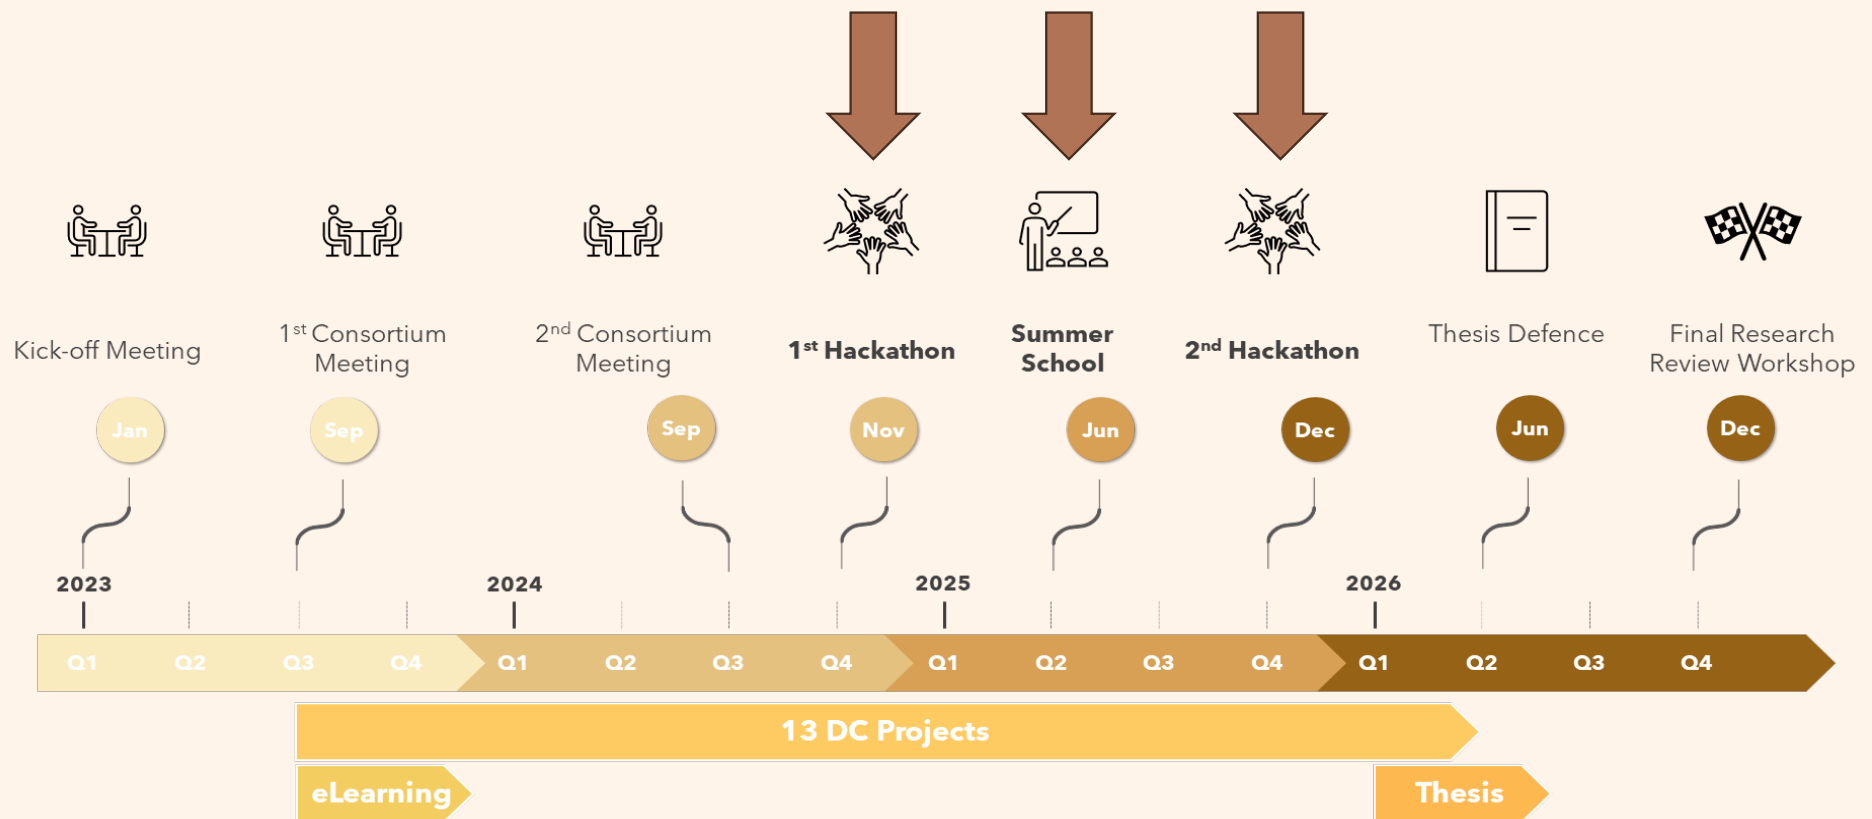 Kick-off Meeting
1st Consortium
Meeting
2nd Consortium
Meeting
1st Hackathon
Summer
School
2nd Hackathon
Thesis Defence
Final Research
Review Workshop
Jan
Sep
Sep
Nov
Jun
Dec
Jun
Dec
2023
2024
2025
2026
Q1 Q2 Q3 Q4 Q1 Q2 Q3 Q4 Q1 Q2 Q3 Q4 Q1 Q2 Q3 Q4
13 DC Projects
eLearning
Thesis